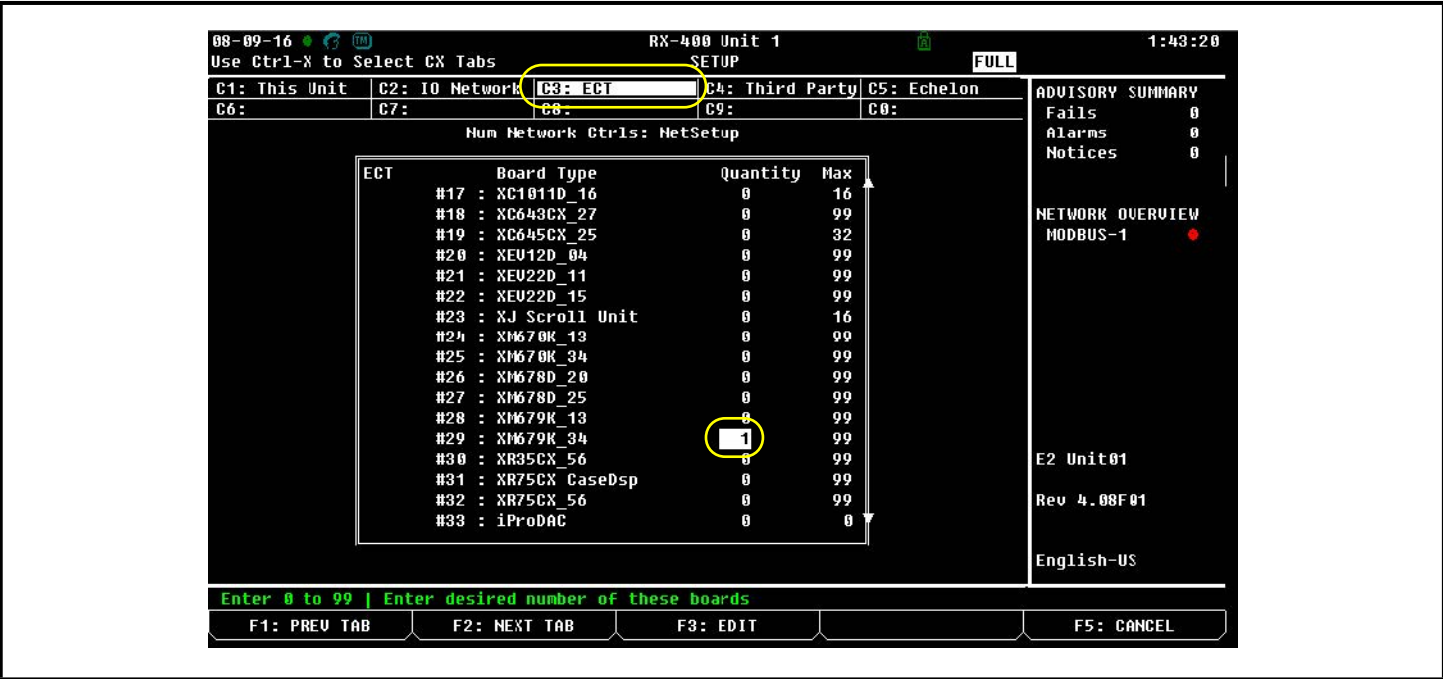 08-09-16 TM RX-400 Unit 1 1:43:20
Use Ctrl-X to Select CX Tabs SETUP FULL
C1: This Unit C2: IO Network C3: ECT C4: Third Party C5: Echelon
C6: C7: C8: C9: C0:
Num Network Ctrls: NetSetup
ECT Board Type Quantity Max
#17 : XC1011D_16 0 16
#18 : XC643CX_27 0 99
#19 : XC645CX_25 0 32
#20 : XEV12D_04 0 99
#21 : XEV22D_11 0 99
#22 : XEV22D_15 0 99
#23 : XJ Scroll Unit 0 16
#24 : XM670K_13 0 99
#25 : XM670K_34 0 99
#26 : XM678D_20 0 99
#27 : XM678D_25 0 99
#28 : XM679K_13 0 99
#29 : XM679K_34 1 99
#30 : XR35CX_56 0 99
#31 : XR75CX CaseDsp 0 99
#32 : XR75CX_56 0 99
#33 : iProDAC 0 0
ADVISORY SUMMARY
Fails 0
Alarms 0
Notices 0
NETWORK OVERVIEW
MODBUS-1
E2 Unit01
Rev 4.08F01
English-US
Enter 0 to 99 | Enter desired number of these boards
F1: PREV TAB F2: NEXT TAB F3: EDIT F5: CANCEL